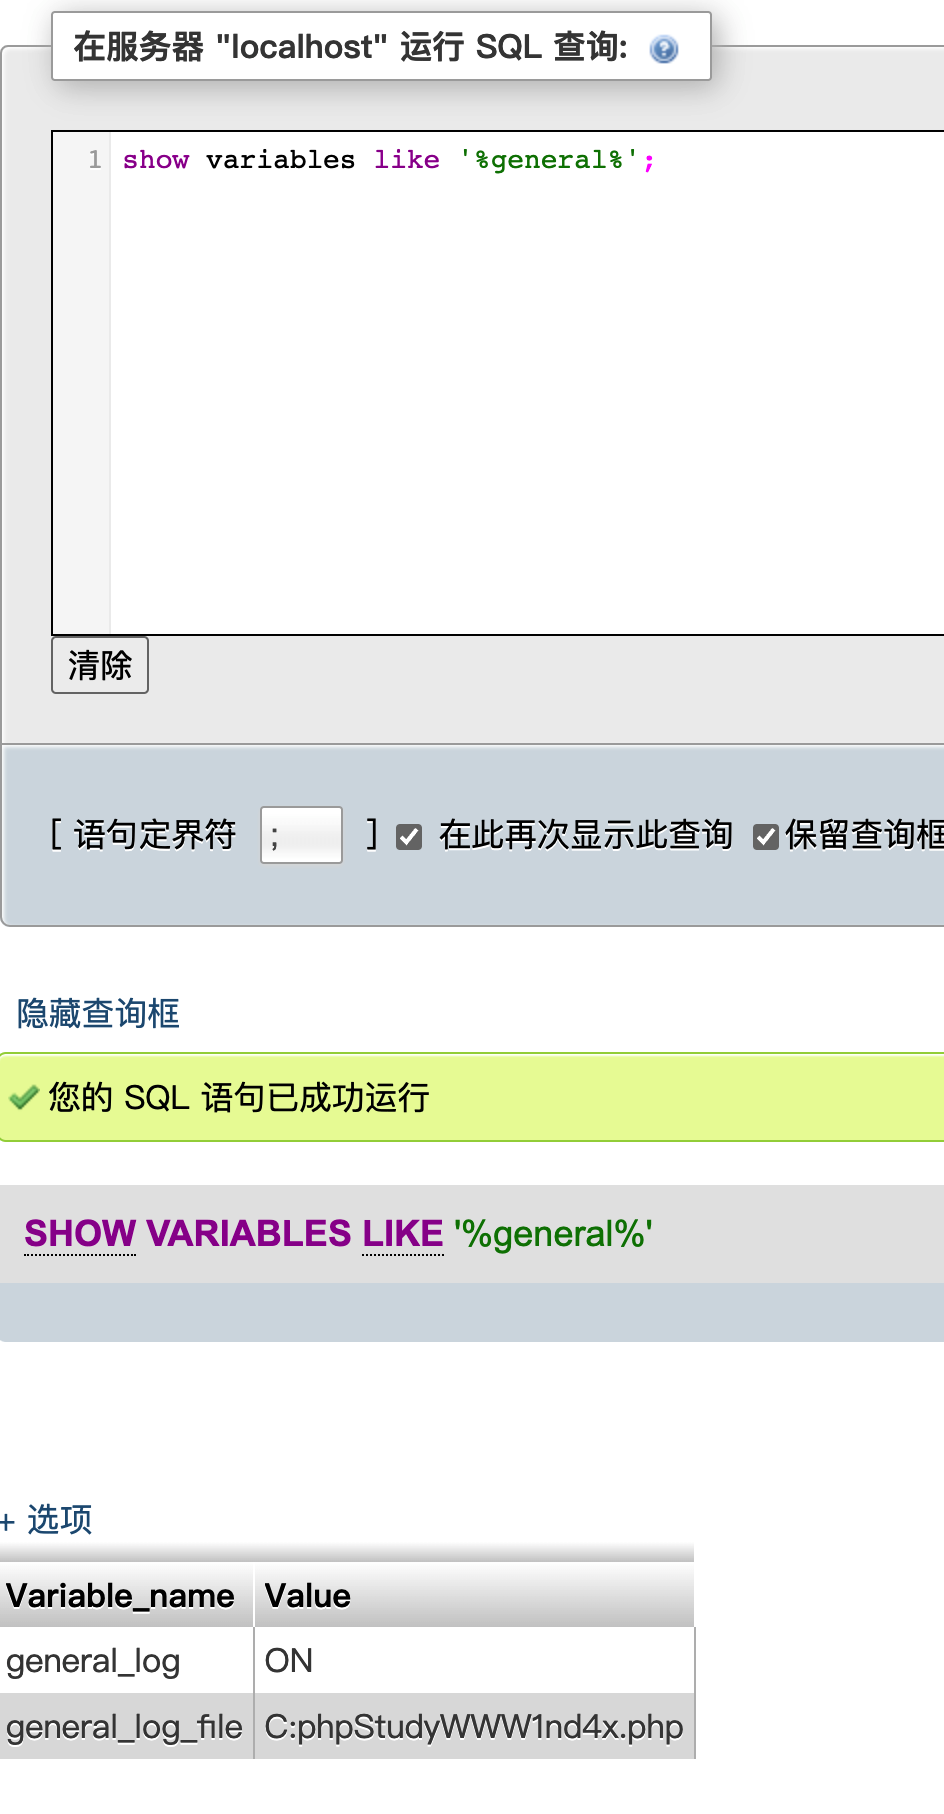 在服务器 "localhost" 运行 SQL 查询:
1 show variables like '%general%';
清除
[ 语句定界符 ; ] 在此再次显示此查询 保留查询框
隐藏查询框
您的 SQL 语句已成功运行
SHOW VARIABLES LIKE '%general%'
+ 选项
Variable_name Value
general_log ON
general_log_file C:phpStudyWWW1nd4x.php